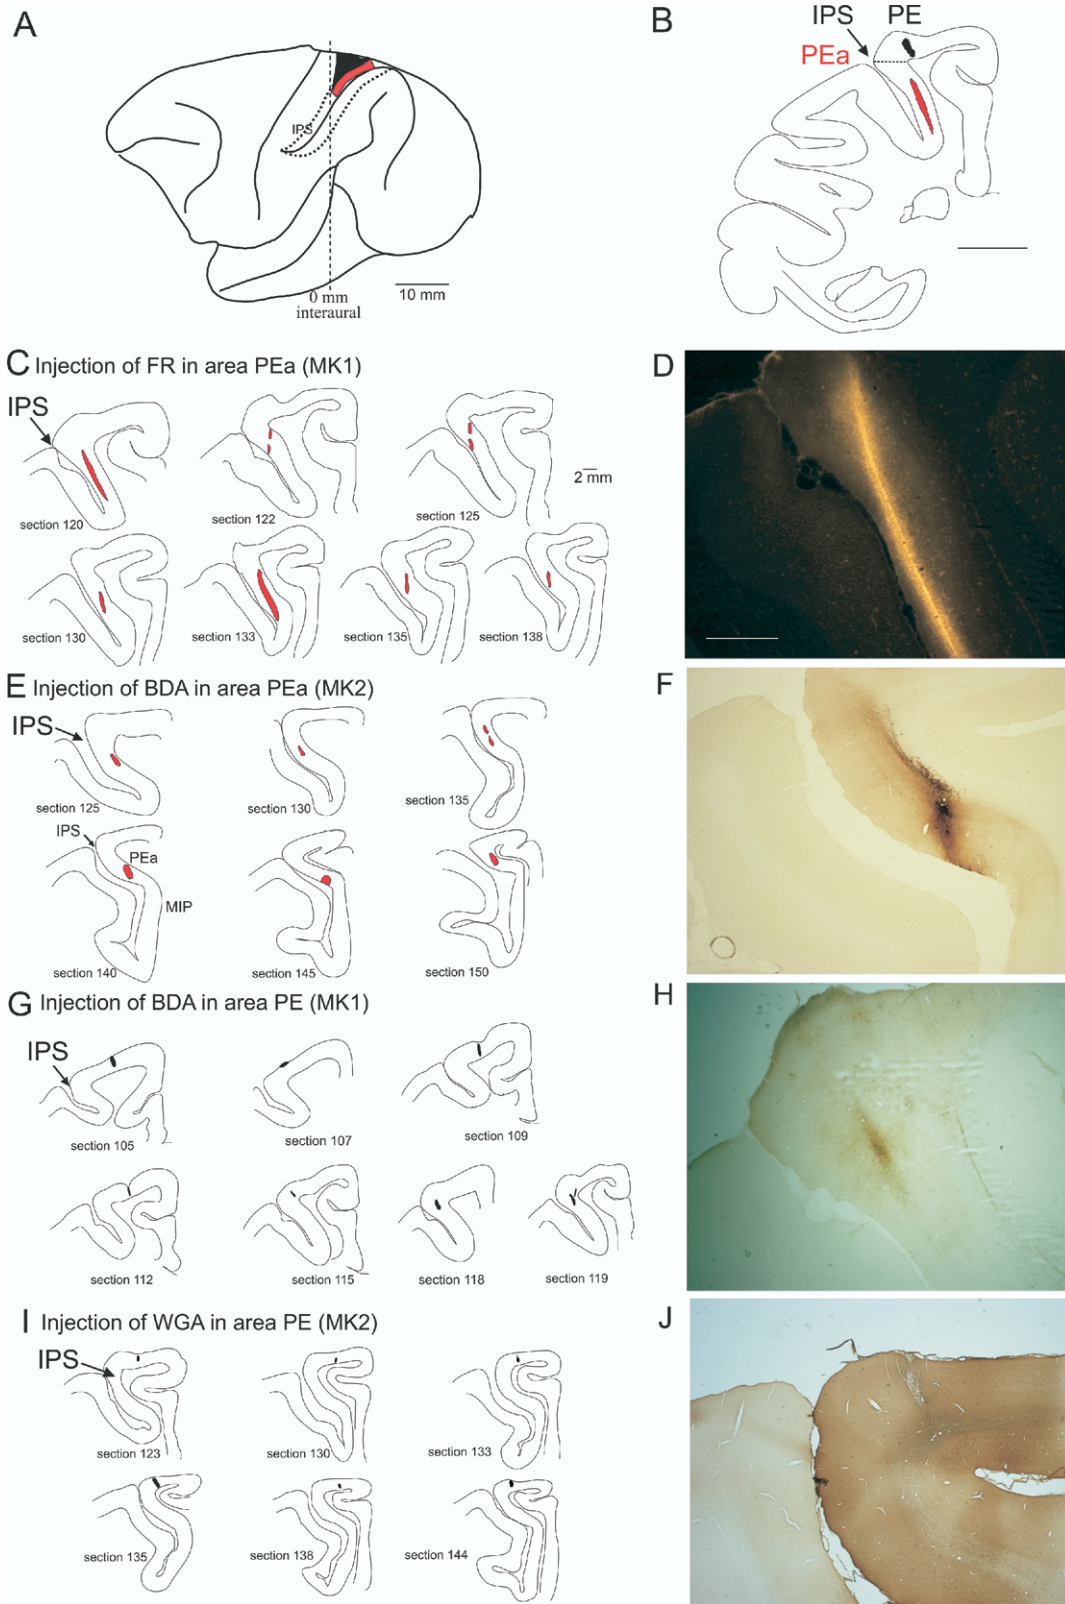 A
IPS
0 mm
interaural
10 mm
B
IPS PE
PEa
C Injection of FR in area PEa (MK1)
IPS
section 120
section 122
section 125
2 mm
section 130
section 133
section 135
section 138
D
E Injection of BDA in area PEa (MK2)
IPS
section 125
section 130
section 135
IPS
PEa
MIP
section 140
section 145
section 150
F
G Injection of BDA in area PE (MK1)
IPS
section 105
section 107
section 109
section 112
section 115
section 118
section 119
H
I Injection of WGA in area PE (MK2)
IPS
section 123
section 130
section 133
section 135
section 138
section 144
J